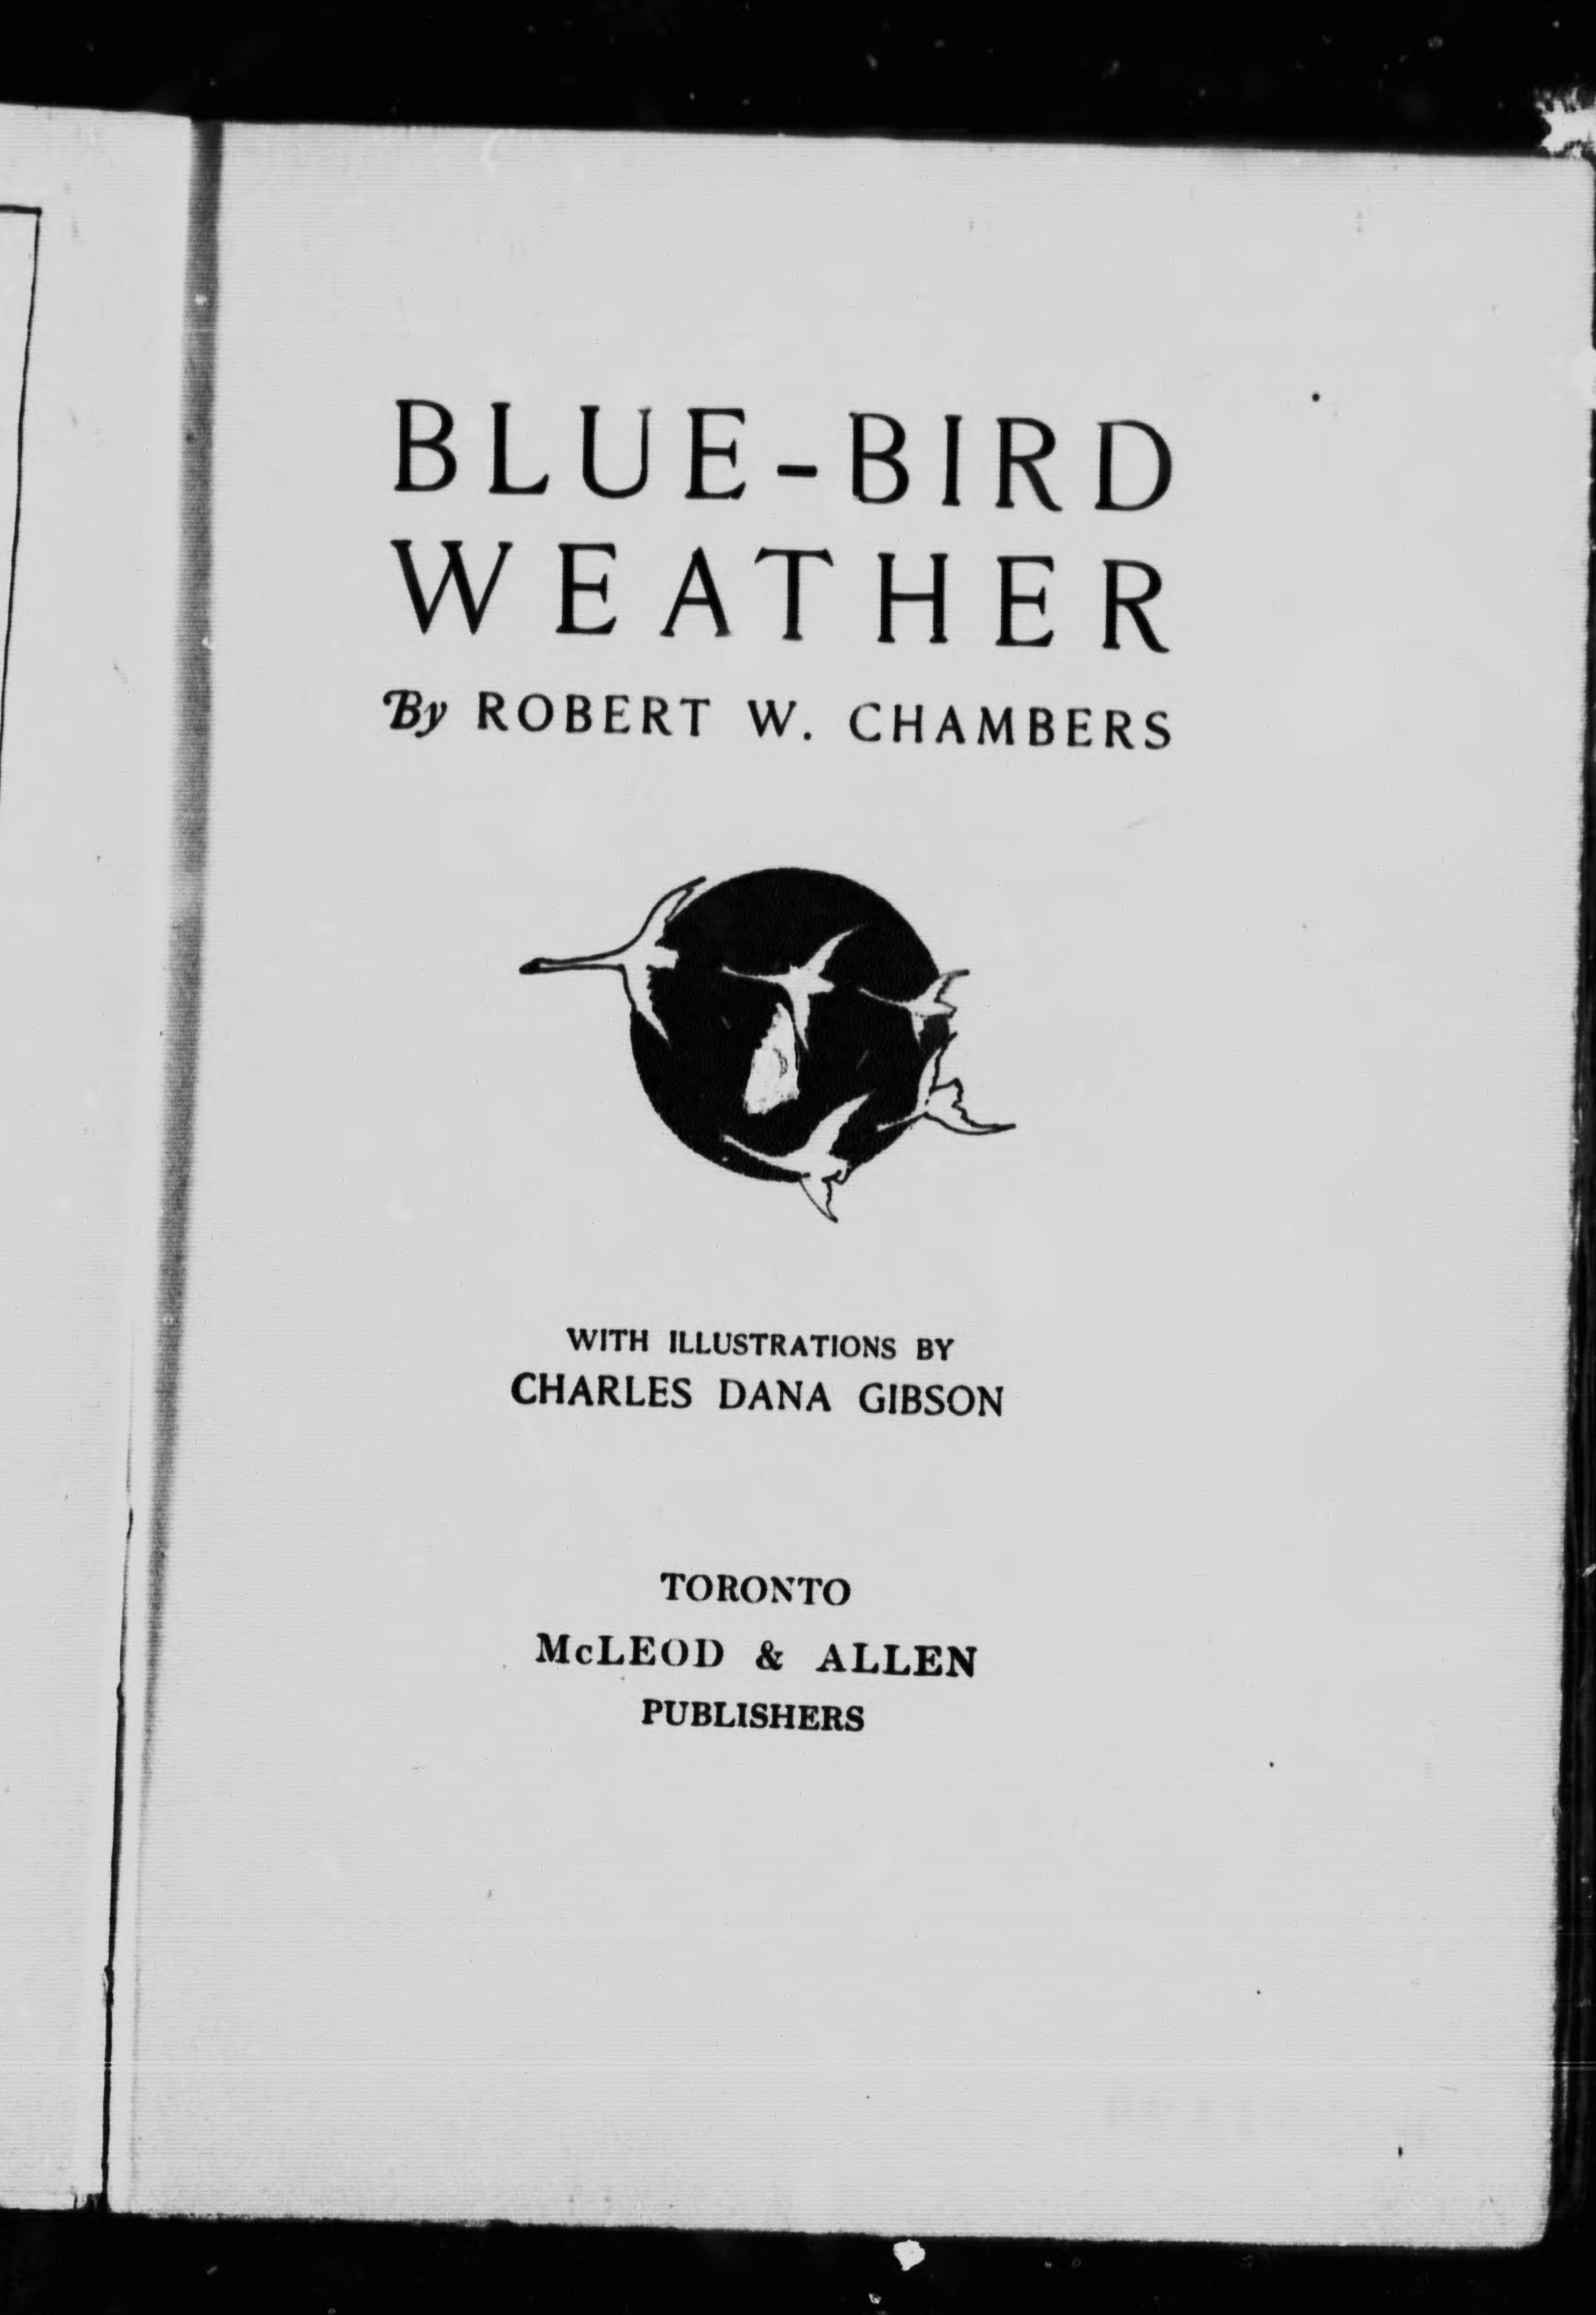 BLUE-BIRD
WEATHER
By ROBERT W. CHAMBERS
WITH ILLUSTRATIONS BY
CHARLES DANA GIBSON
TORONTO
McLEOD & ALLEN
PUBLISHERS